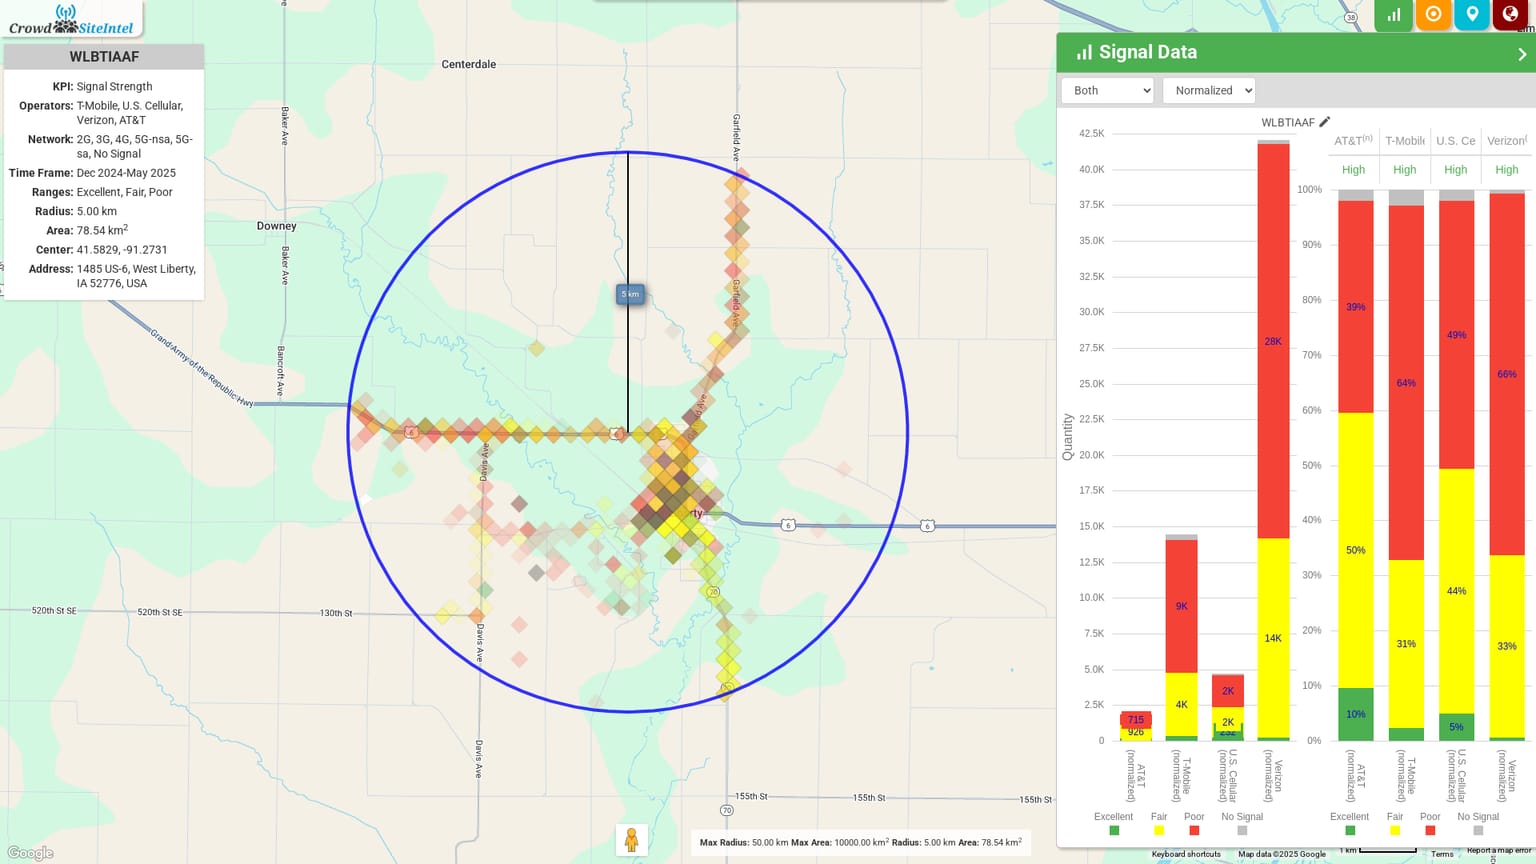 Crowd SiteIntel
WLBTIAAF
KPI: Signal Strength
Operators: T-Mobile, U.S. Cellular,
Verizon, AT&T
Network: 2G, 3G, 4G, 5G-nsa, 5G-
sa, No Signal
Time Frame: Dec 2024-May 2025
Ranges: Excellent, Fair, Poor
Radius: 5.00 km
Area: 78.54 km2
Center: 41.5829, -91.2731
Address: 1485 US-6, West Liberty,
IA 52776, USA
Centerdale
Downey
Baker Ave
Baker Ave
Bancroft Ave
Grand Army of the Republic Hwy
Garfield Ave
Garfield Ave
Garfield Ave
5 km
6
6
Davis Ave
rty
6
6
20
520th St SE
520th St SE
130th St
Davis Ave
Davis Ave
155th St
155th St
155th St
70
38
Google
Max Radius: 50.00 km Max Area: 10000.00 km2 Radius: 5.00 km Area: 78.54 km2
Signal Data
Both
Normalized
WLBTIAAF
42.5K
40.0K
37.5K
35.0K
32.5K
30.0K
27.5K
25.0K
22.5K
20.0K
17.5K
15.0K
12.5K
10.0K
7.5K
5.0K
2.5K
0
Quantity
715
926
9K
4K
2K
2K
232
28K
14K
AT&T (normalized)
T-Mobile (normalized)
U.S. Cellular (normalized)
Verizon (normalized)
Excellent
Fair
Poor
No Signal
AT&T(n)
T-Mobile
U.S. Ce
Verizon(
High
High
High
High
100%
90%
80%
70%
60%
50%
40%
30%
20%
10%
0%
39%
50%
10%
64%
31%
49%
44%
5%
66%
33%
AT&T (normalized)
T-Mobile (normalized)
U.S. Cellular (normalized)
Verizon (normalized)
Excellent
Fair
Poor
No Signal
Keyboard shortcuts
Map data ©2025 Google
1 km
Terms
Report a map error